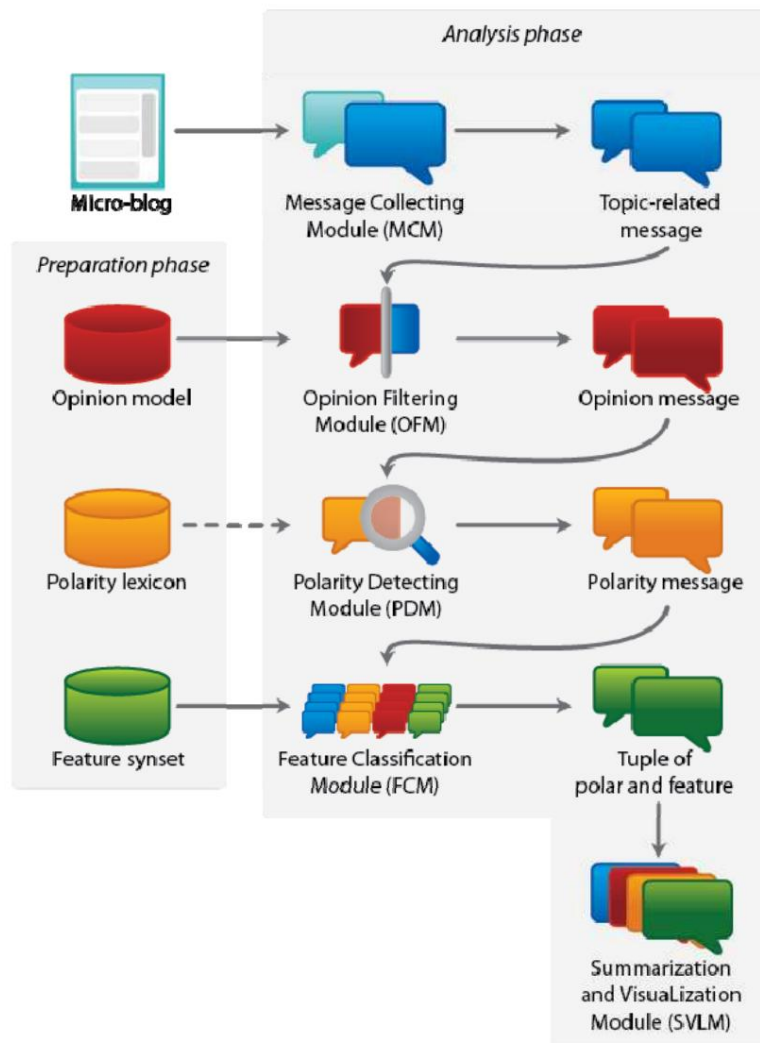 Analysis phase
Micro-blog
Message Collecting
Module (MCM)
Topic-related
message
Preparation phase
Opinion model
Opinion Filtering
Module (OFM)
Opinion message
Polarity lexicon
Polarity Detecting
Module (PDM)
Polarity message
Feature synset
Feature Classification
Module (FCM)
Tuple of
polar and feature
Summarization
and VisuaLization
Module (SVLM)